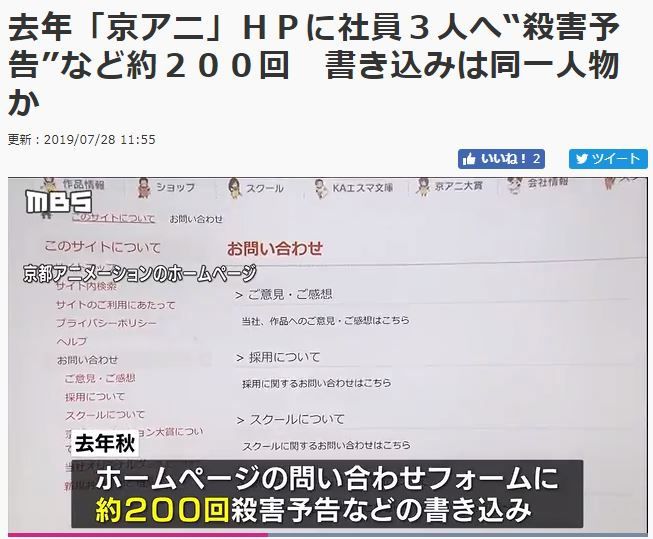 去年「京アニ」ＨＰに社員３人へ“殺害予
告”など約２００回　書き込みは同一人物
か
更新：2019/07/28 11:55
いいね！ 2
ツイート
作品情報
ショップ
スクール
KAエスマ文庫
京アニ大賞
会社情報
MBS
このサイトについて
お問い合わせ
このサイトについて
お問い合わせ
京都アニメーションのホームページ
サイト内検索
サイトのご利用にあたって
プライバシーポリシー
ヘルプ
お問い合わせ
ご意見・ご感想
採用について
スクールについて
> ご意見・ご感想
当社、作品へのご意見・ご感想はこちら
> 採用について
採用に関するお問い合わせはこちら
> スクールについて
スクールに関するお問い合わせはこちら
去年秋
ホームページの問い合わせフォームに
約200回殺害予告などの書き込み